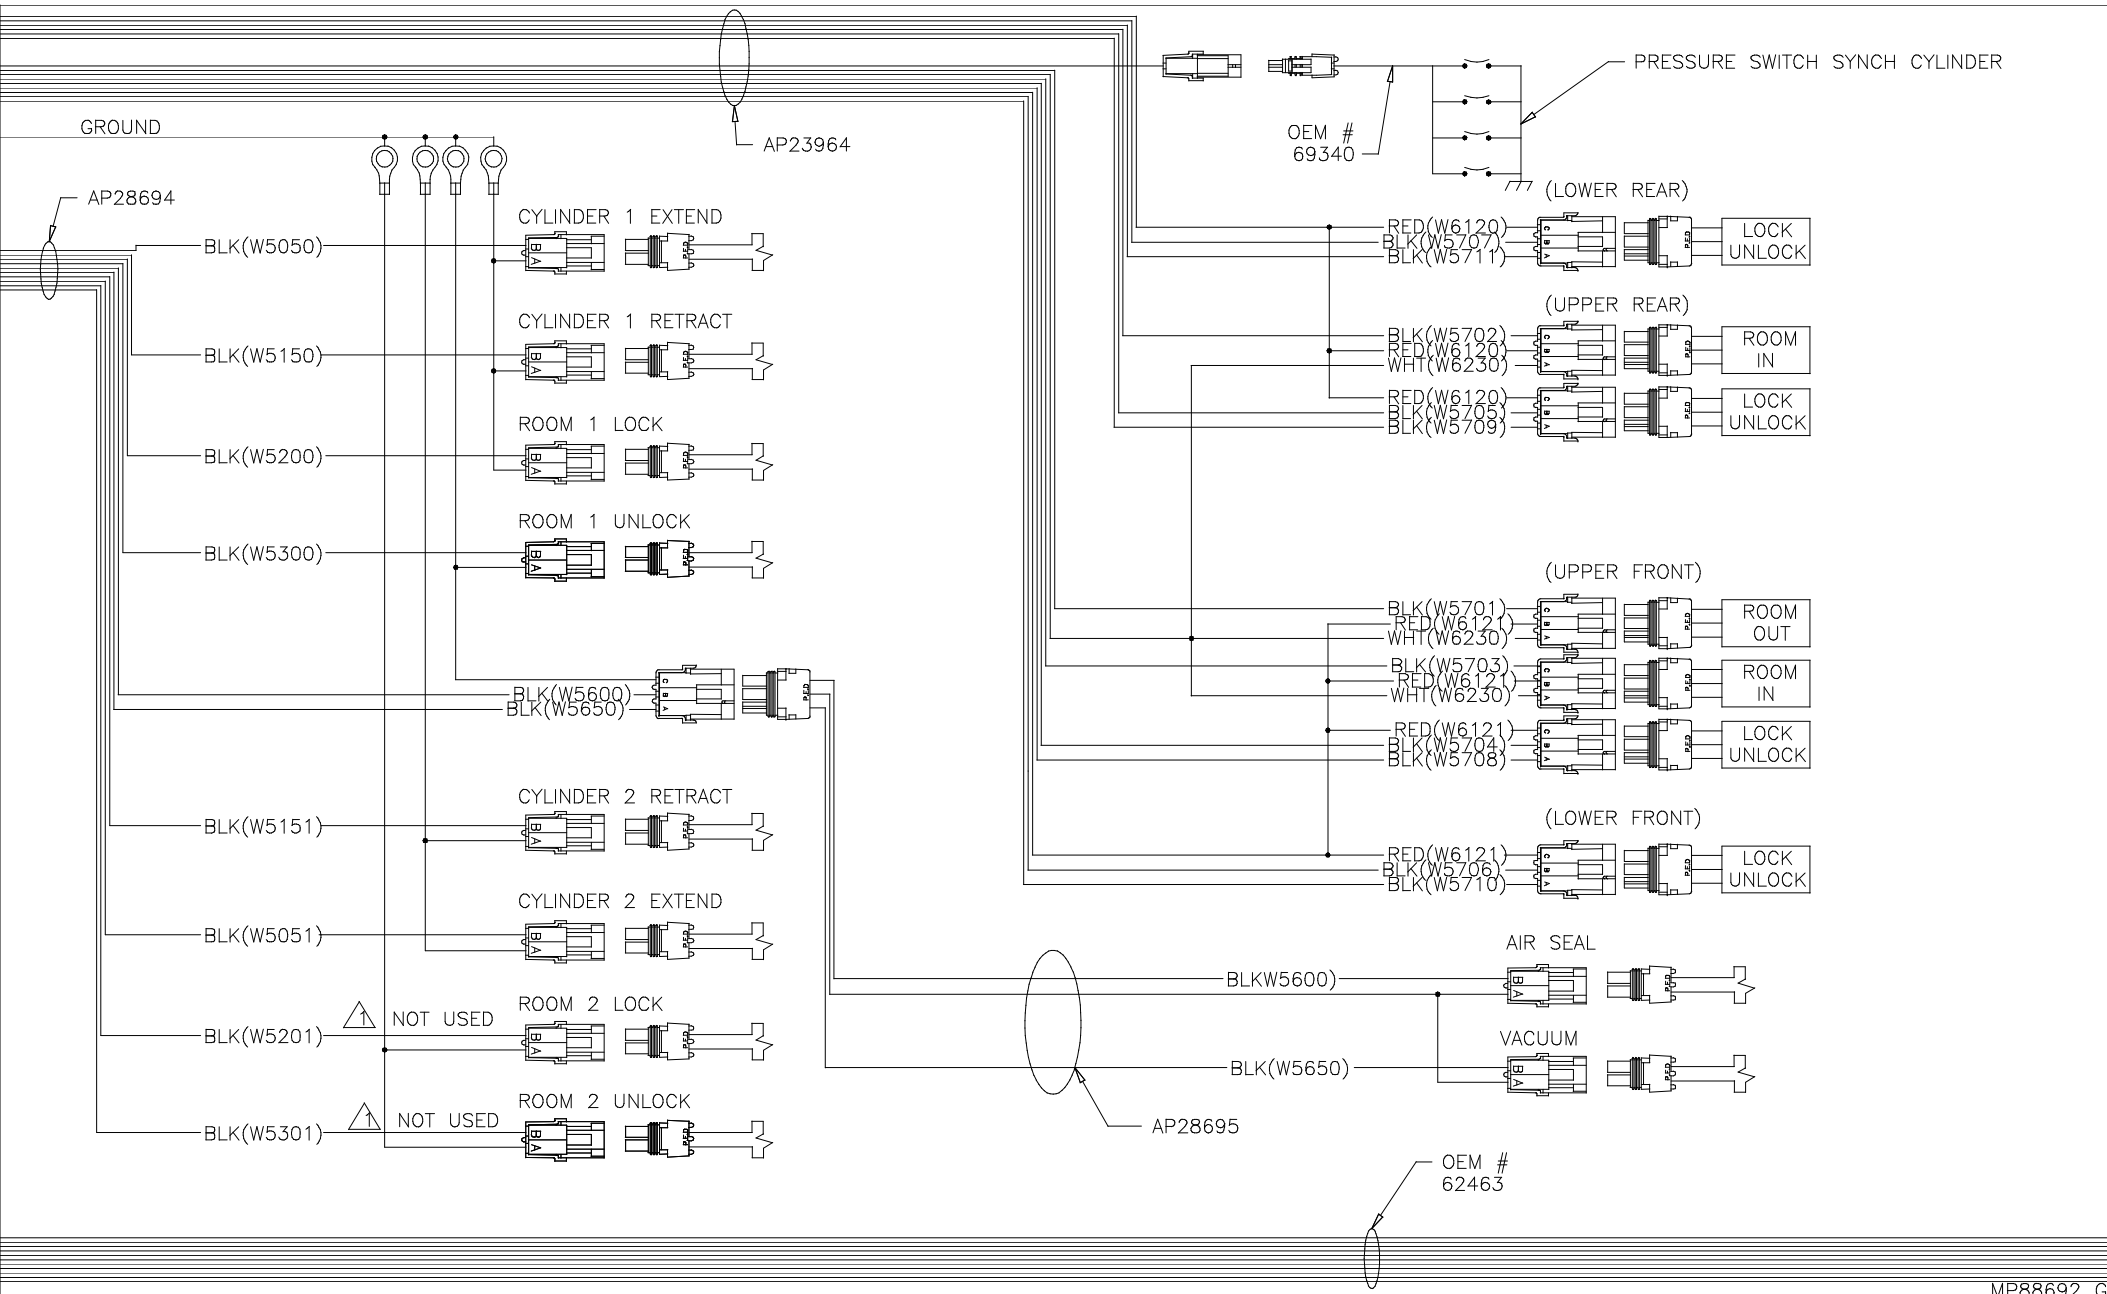 PRESSURE SWITCH SYNCH CYLINDER
GROUND
AP23964
OEM #
69340
AP28694
(LOWER REAR)
CYLINDER 1 EXTEND
BLK(W5050)
B
A
RED(W6120)
BLK(W5707)
BLK(W5711)
C
B
A
P.E.D
LOCK
UNLOCK
(UPPER REAR)
CYLINDER 1 RETRACT
BLK(W5150)
B
A
P.E.D
BLK(W5702)
RED(W6120)
WHT(W6230)
C
B
A
P.E.D
ROOM
IN
RED(W6120)
BLK(W5705)
BLK(W5709)
C
B
A
P.E.D
LOCK
UNLOCK
ROOM 1 LOCK
BLK(W5200)
B
A
P.E.D
ROOM 1 UNLOCK
BLK(W5300)
B
A
P.E.D
(UPPER FRONT)
BLK(W5701)
RED(W6121)
WHT(W6230)
C
B
A
P.E.D
ROOM
OUT
BLK(W5703)
RED(W6121)
WHT(W6230)
C
B
A
P.E.D
ROOM
IN
BLK(W5600)
BLK(W5650)
C
B
A
P.E.D
RED(W6121)
BLK(W5704)
BLK(W5708)
C
B
A
P.E.D
LOCK
UNLOCK
CYLINDER 2 RETRACT
BLK(W5151)
B
A
P.E.D
(LOWER FRONT)
RED(W6121)
BLK(W5706)
BLK(W5710)
C
B
A
P.E.D
LOCK
UNLOCK
CYLINDER 2 EXTEND
BLK(W5051)
B
A
P.E.D
AIR SEAL
BLKW5600)
B
A
P.E.D
ROOM 2 LOCK
1 NOT USED
BLK(W5201)
B
A
P.E.D
VACUUM
BLK(W5650)
B
A
P.E.D
ROOM 2 UNLOCK
1 NOT USED
BLK(W5301)
B
A
P.E.D
AP28695
OEM #
62463
MP88692 G